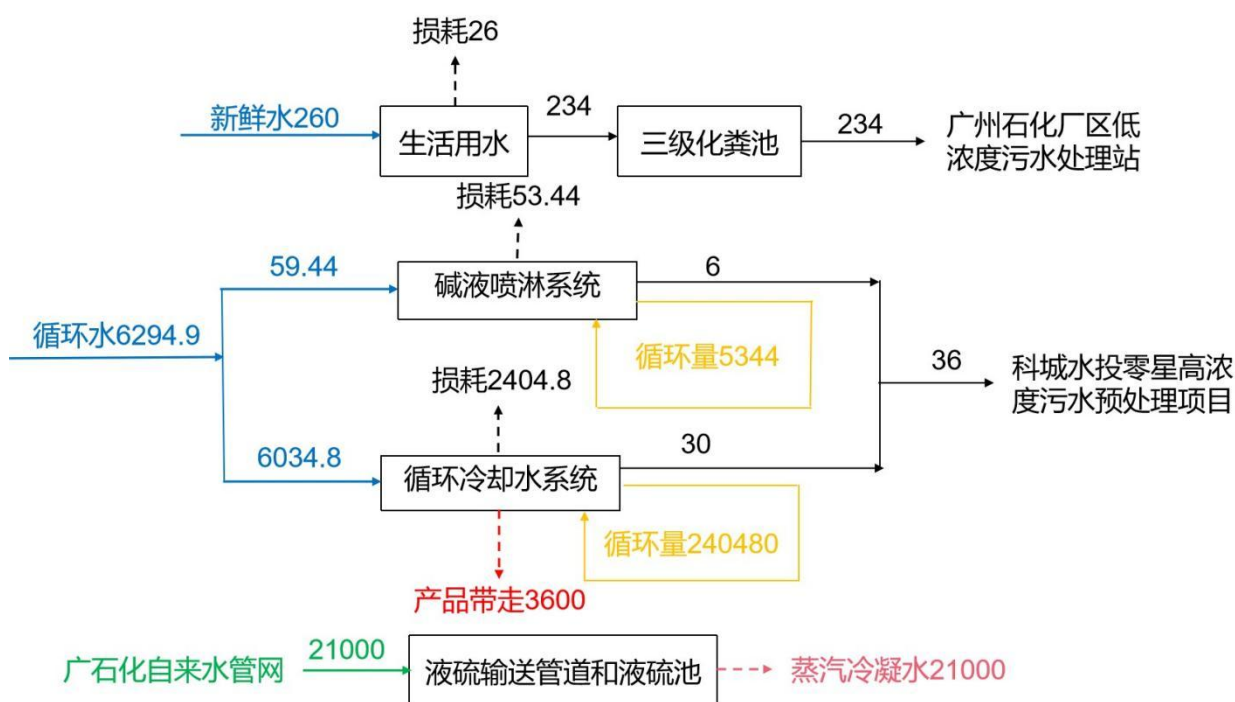 损耗26
新鲜水260
生活用水
234
三级化粪池
234
广州石化厂区低
浓度污水处理站
损耗53.44
59.44
碱液喷淋系统
6
循环水6294.9
循环量5344
损耗2404.8
36
科城水投零星高浓
度污水预处理项目
6034.8
循环冷却水系统
30
循环量240480
产品带走3600
广石化自来水管网
21000
液硫输送管道和液硫池
蒸汽冷凝水21000